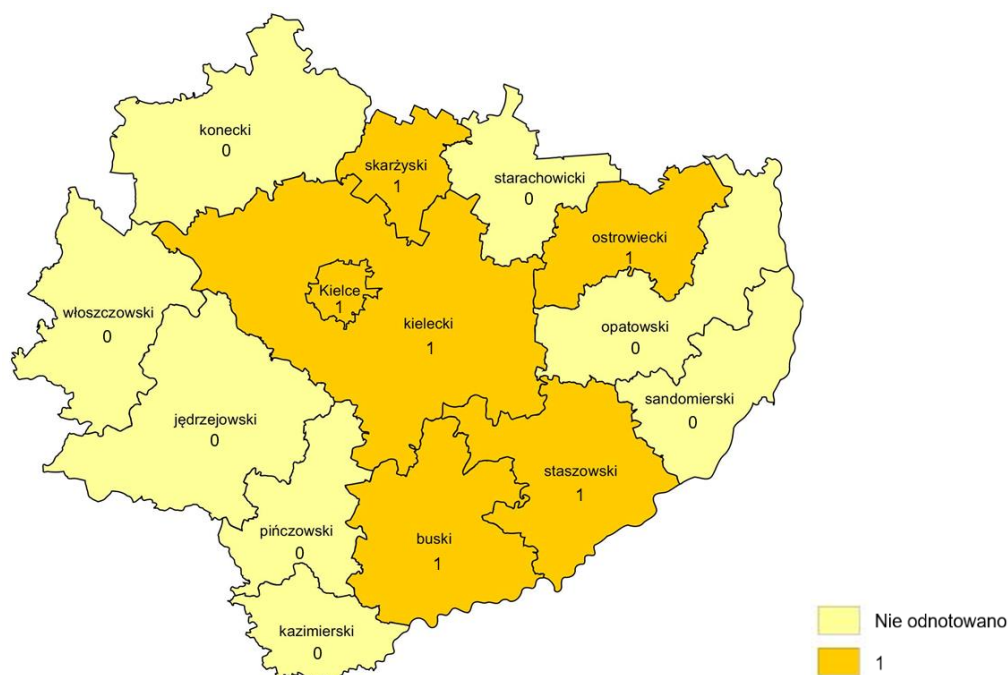 konecki
0
skarżyski
1
starachowicki
0
ostrowiecki
1
Kielce
1
włoszczowski
0
kielecki
1
opatowski
0
jędrzejowski
0
sandomierski
0
staszowski
1
pińczowski
0
buski
1
kazimierski
0
Nie odnotowano
1